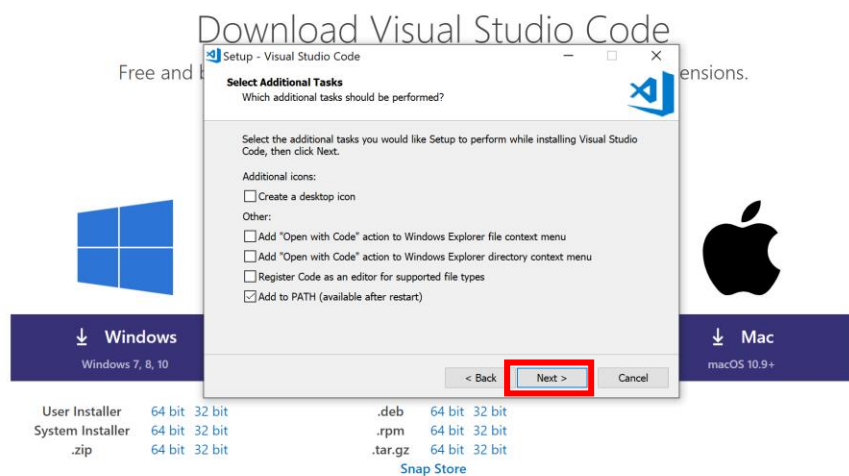 Download Visual Studio Code
Free and
ensions.
Setup - Visual Studio Code
Select Additional Tasks
Which additional tasks should be performed?
Select the additional tasks you would like Setup to perform while installing Visual Studio
Code, then click Next.
Additional icons:
Create a desktop icon
Other:
Add "Open with Code" action to Windows Explorer file context menu
Add "Open with Code" action to Windows Explorer directory context menu
Register Code as an editor for supported file types
Add to PATH (available after restart)
< Back Next > Cancel
Windows
Windows 7, 8, 10
Mac
macOS 10.9+
User Installer 64 bit 32 bit
System Installer 64 bit 32 bit
.zip 64 bit 32 bit
.deb 64 bit 32 bit
.rpm 64 bit 32 bit
.tar.gz 64 bit 32 bit
Snap Store